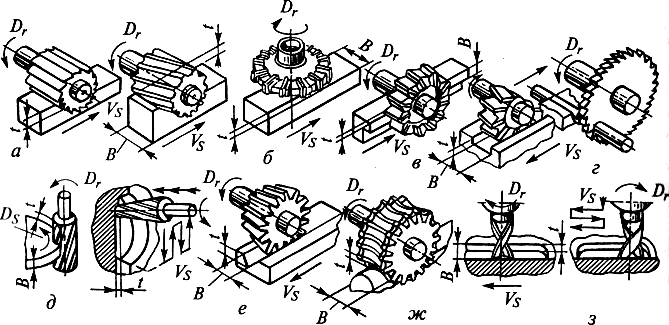 Dr Dr t Dr B Dr B Dr
t Vs Vs t t Vs Vs
а B б в B г
Dr t Dr Dr Vs Dr Vs t Dr
Ds t t
B Vs B t B B Vs
д t е Vs B ж з